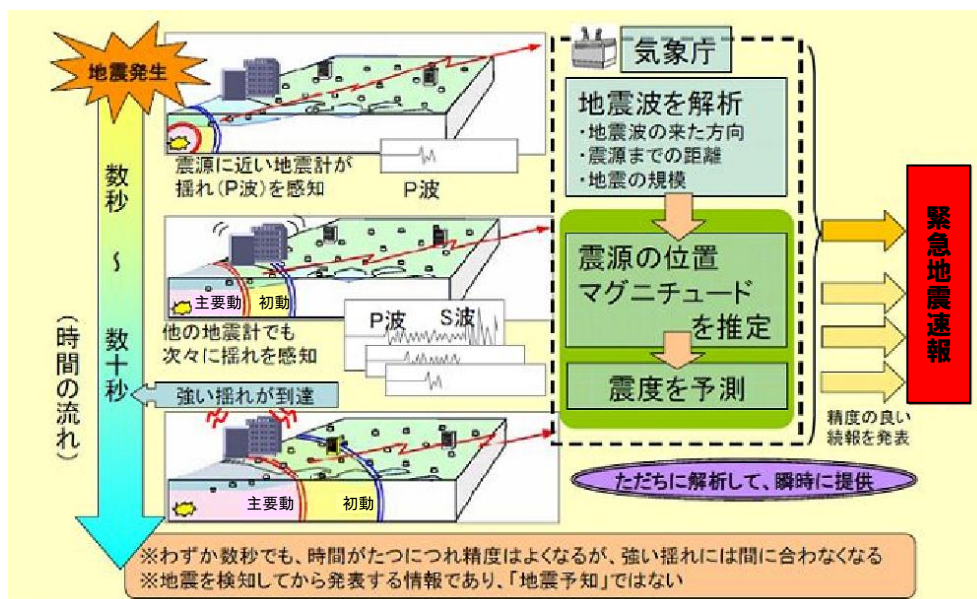 地震発生
数秒
～
数十秒
(時間の流れ)
震源に近い地震計が
揺れ(P波)を感知
P波
主要動
初動
他の地震計でも
次々に揺れを感知
P波
S波
強い揺れが到達
主要動
初動
気象庁
地震波を解析
・地震波の来た方向
・震源までの距離
・地震の規模
震源の位置
マグニチュード
を推定
震度を予測
緊急地震速報
精度の良い
続報を発表
ただちに解析して、瞬時に提供
※わずか数秒でも、時間がたつにつれ精度はよくなるが、強い揺れには間に合わなくなる
※地震を検知してから発表する情報であり、「地震予知」ではない